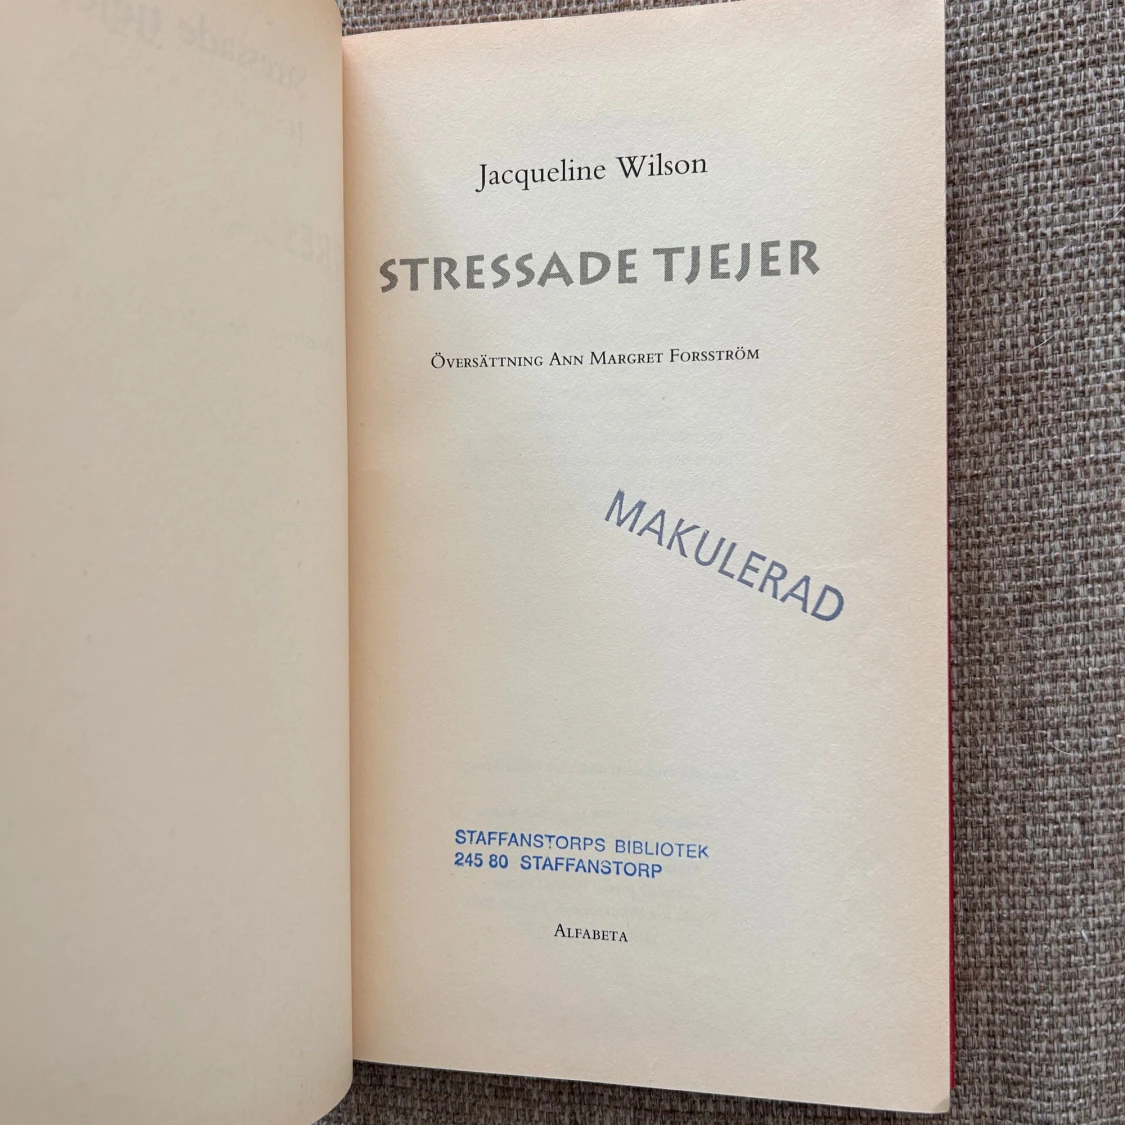 Jacqueline Wilson
STRESSADE TJEJER
ÖVERSÄTTNING ANN MARGRET FORSSTRÖM
MAKULERAD
STAFFANSTORPS BIBLIOTEK
245 80 STAFFANSTORP
ALFABETA